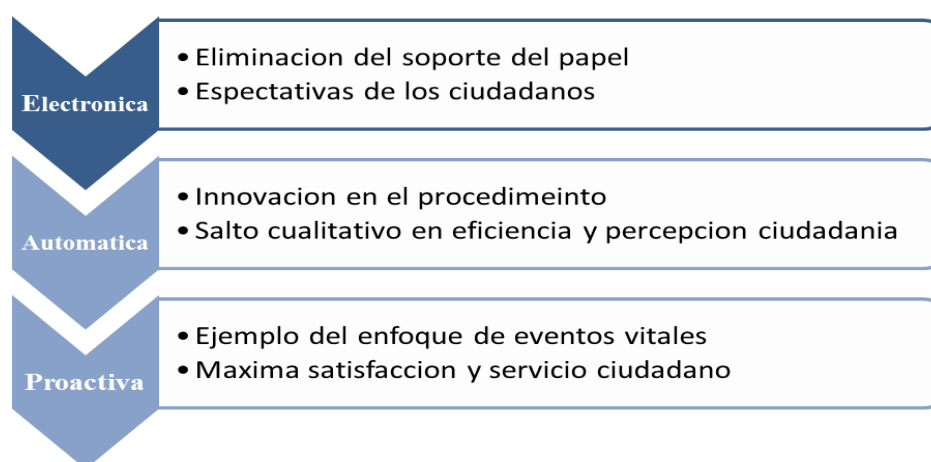 Electronica
• Eliminacion del soporte del papel
• Espectativas de los ciudadanos
Automatica
• Innovacion en el procedimeinto
• Salto cualitativo en eficiencia y percepcion ciudadania
Proactiva
• Ejemplo del enfoque de eventos vitales
• Maxima satisfaccion y servicio ciudadano